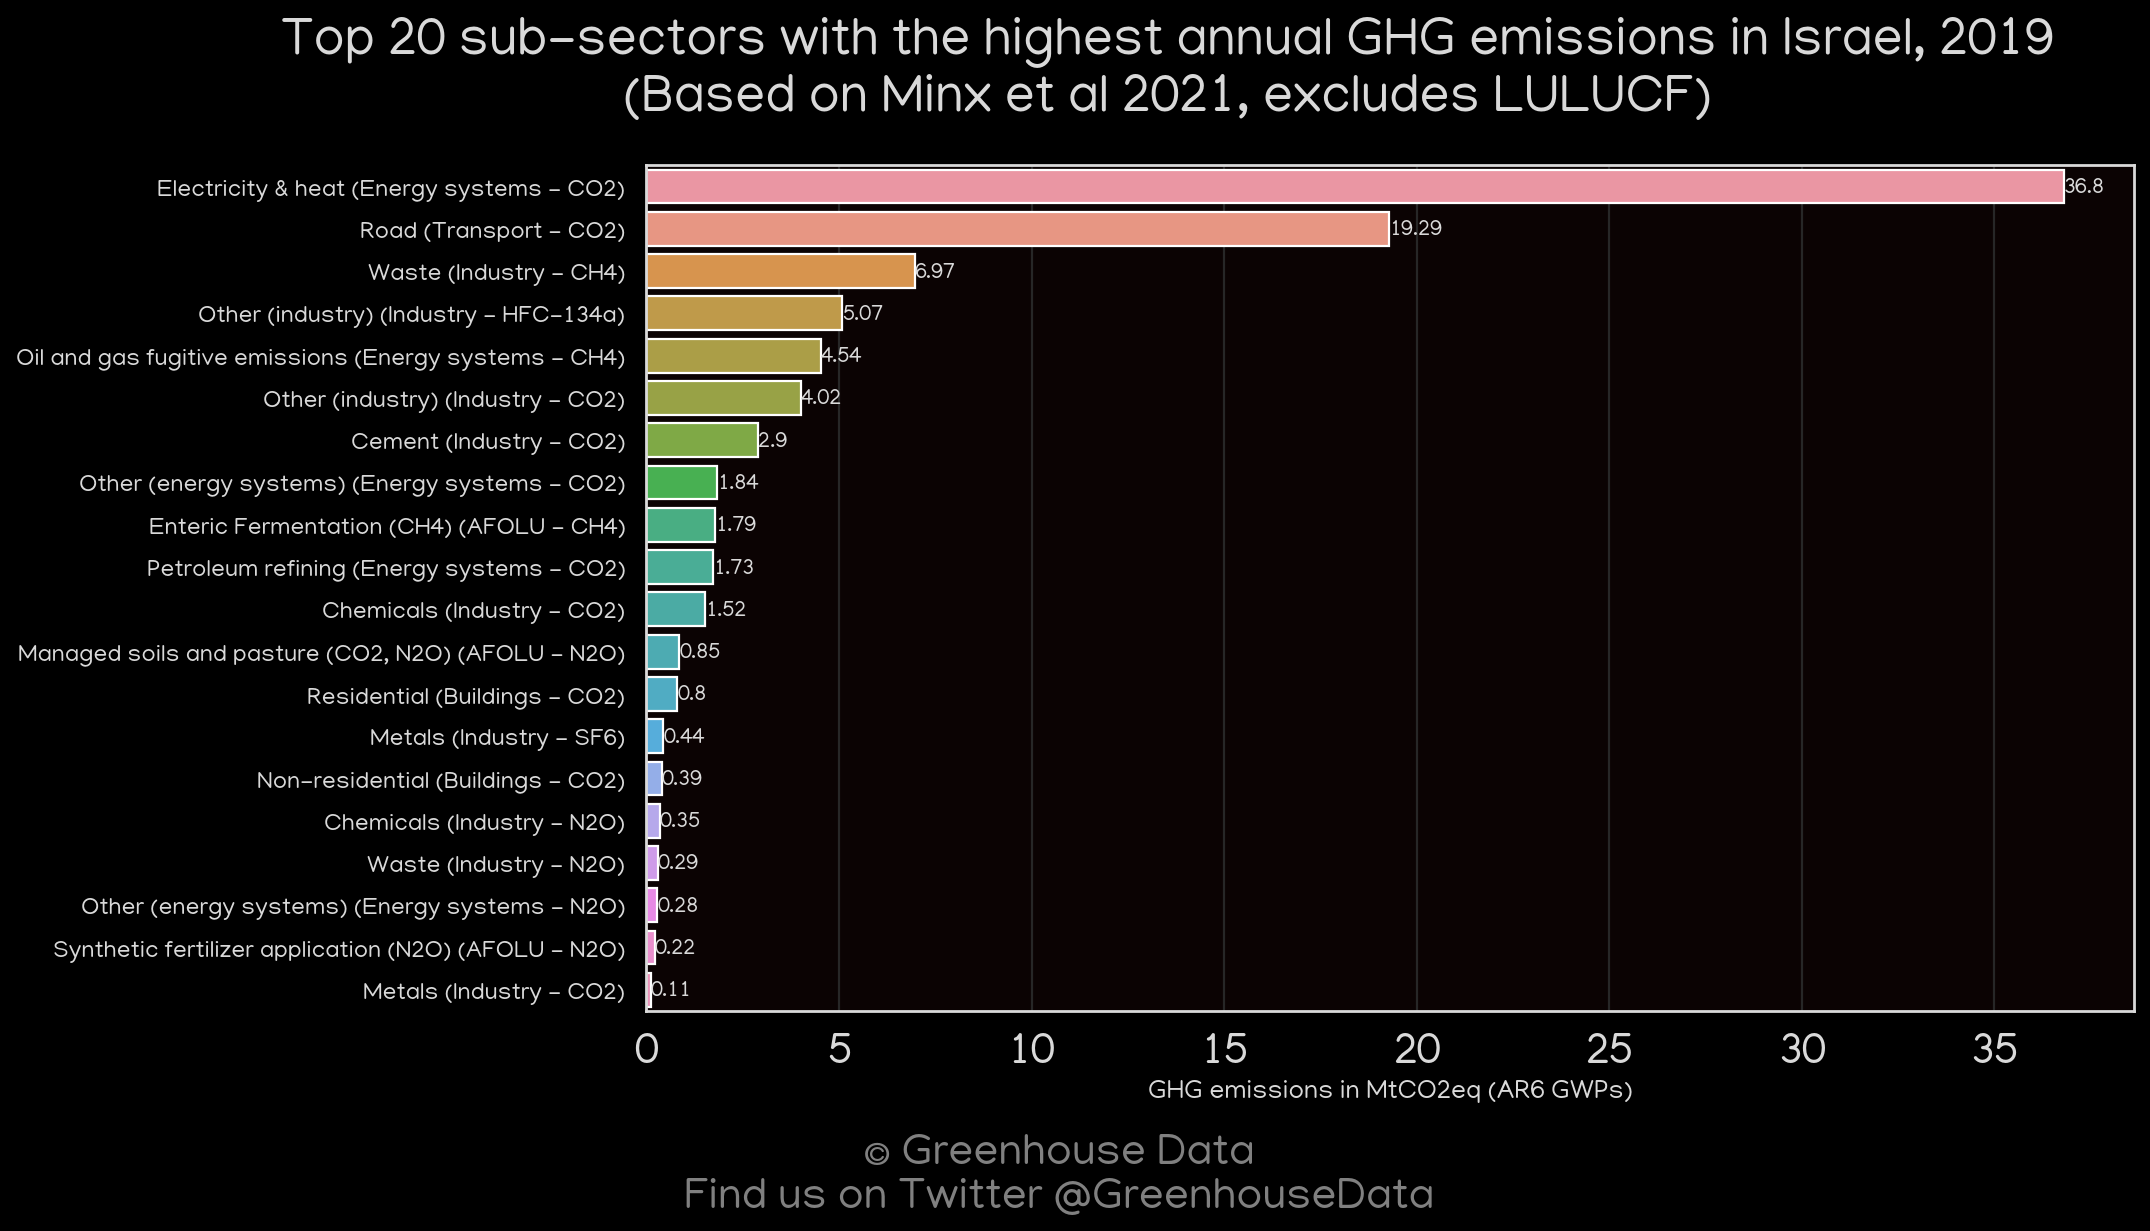 Top 20 sub-sectors with the highest annual GHG emissions in Israel, 2019
(Based on Minx et al 2021, excludes LULUCF)
Electricity & heat (Energy systems - CO2) 36.8
Road (Transport - CO2) 19.29
Waste (Industry - CH4) 6.97
Other (industry) (Industry - HFC-134a) 5.07
Oil and gas fugitive emissions (Energy systems - CH4) 4.54
Other (industry) (Industry - CO2) 4.02
Cement (Industry - CO2) 2.9
Other (energy systems) (Energy systems - CO2) 1.84
Enteric Fermentation (CH4) (AFOLU - CH4) 1.79
Petroleum refining (Energy systems - CO2) 1.73
Chemicals (Industry - CO2) 1.52
Managed soils and pasture (CO2, N2O) (AFOLU - N2O) 0.85
Residential (Buildings - CO2) 0.8
Metals (Industry - SF6) 0.44
Non-residential (Buildings - CO2) 0.39
Chemicals (Industry - N2O) 0.35
Waste (Industry - N2O) 0.29
Other (energy systems) (Energy systems - N2O) 0.28
Synthetic fertilizer application (N2O) (AFOLU - N2O) 0.22
Metals (Industry - CO2) 0.11
0 5 10 15 20 25 30 35
GHG emissions in MtCO2eq (AR6 GWPs)
© Greenhouse Data
Find us on Twitter @GreenhouseData